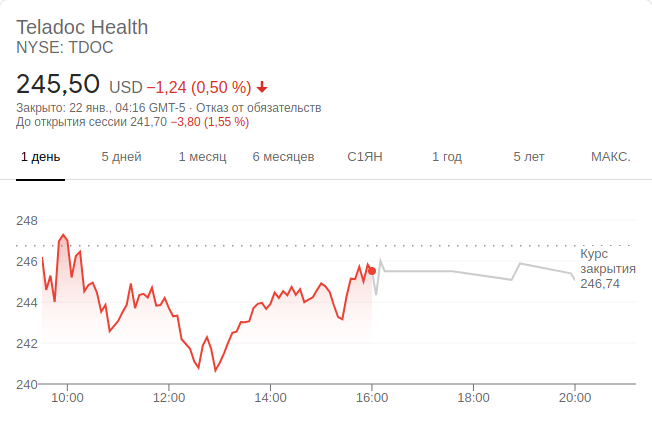 Teladoc Health
NYSE: TDOC
245,50 USD −1,24 (0,50 %)
Закрыто: 22 янв., 04:16 GMT-5 · Отказ от обязательств
До открытия сессии 241,70 −3,80 (1,55 %)
1 день 5 дней 1 месяц 6 месяцев С1ЯН 1 год 5 лет МАКС.
248
246
244
242
240
Курс
закрытия
246,74
10:00 12:00 14:00 16:00 18:00 20:00